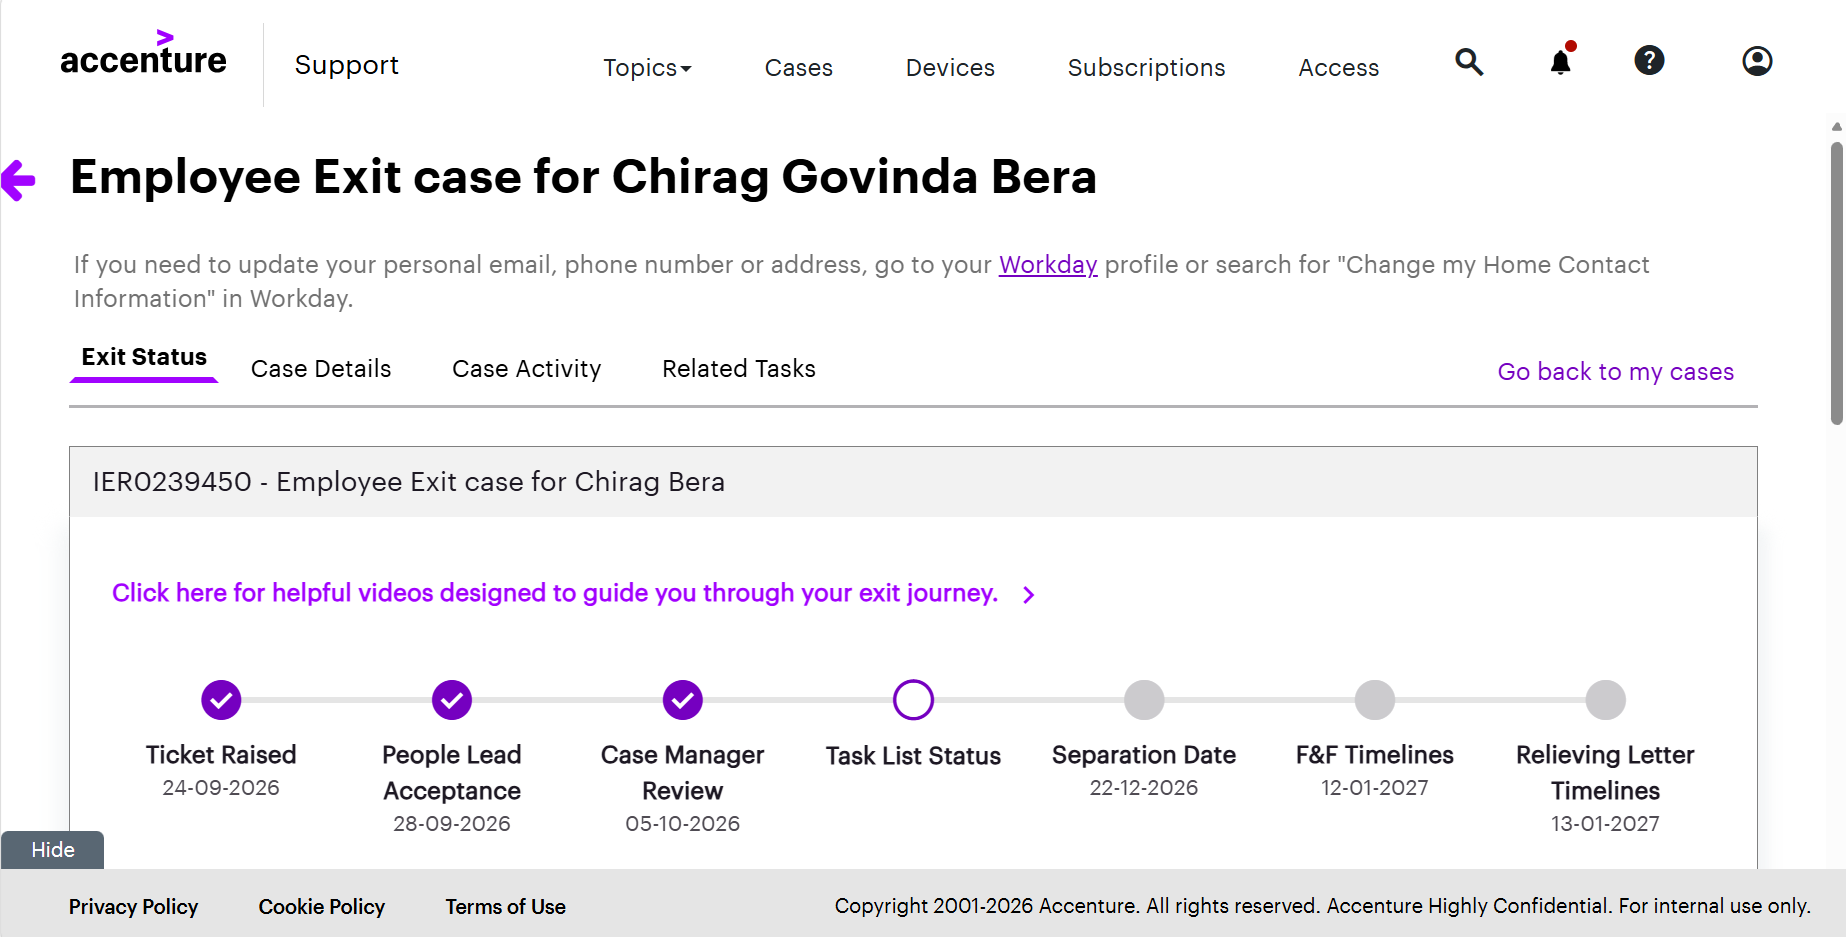 accenture
Support
Topics
Cases
Devices
Subscriptions
Access
Employee Exit case for Chirag Govinda Bera
If you need to update your personal email, phone number or address, go to your Workday profile or search for "Change my Home Contact
Information" in Workday.
Exit Status
Case Details
Case Activity
Related Tasks
Go back to my cases
IER0239450 - Employee Exit case for Chirag Bera
Click here for helpful videos designed to guide you through your exit journey.
Ticket Raised
24-09-2026
People Lead
Acceptance
28-09-2026
Case Manager
Review
05-10-2026
Task List Status
Separation Date
22-12-2026
F&F Timelines
12-01-2027
Relieving Letter
Timelines
13-01-2027
Hide
Privacy Policy
Cookie Policy
Terms of Use
Copyright 2001-2026 Accenture. All rights reserved. Accenture Highly Confidential. For internal use only.